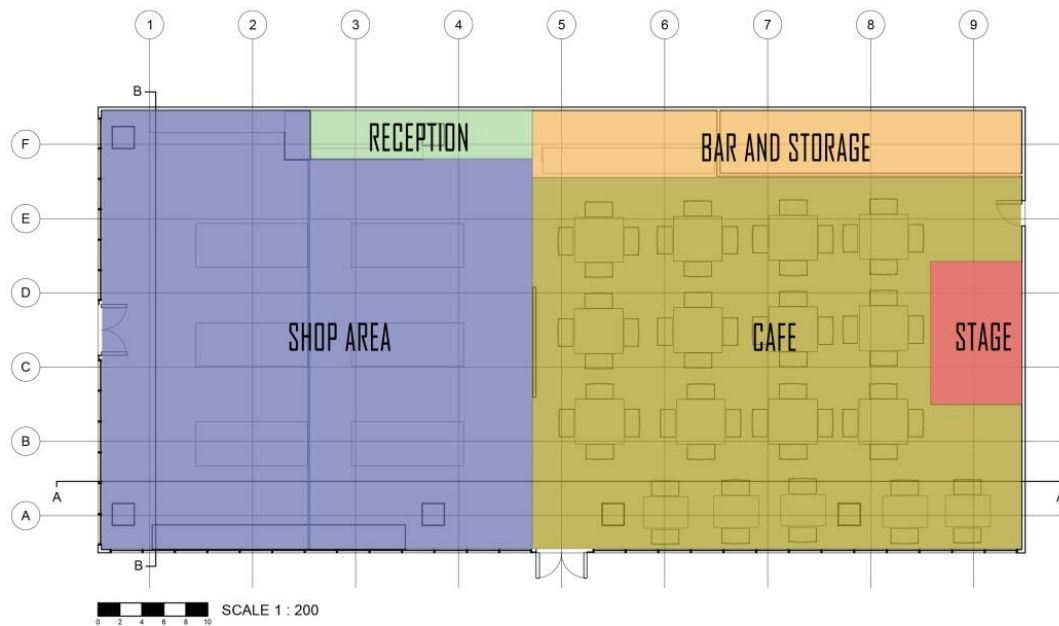 1 2 3 4 5 6 7 8 9
B
F
RECEPTION
BAR AND STORAGE
E
D
SHOP AREA
CAFE
STAGE
C
B
A
A
A
B
SCALE 1 : 200
0 2 4 6 8 10